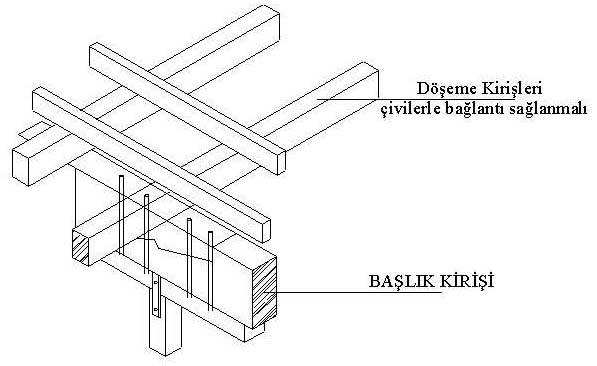 Döşeme Kirişleri
çivilerle bağlantı sağlanmalı
BAŞLIK KİRİŞİ